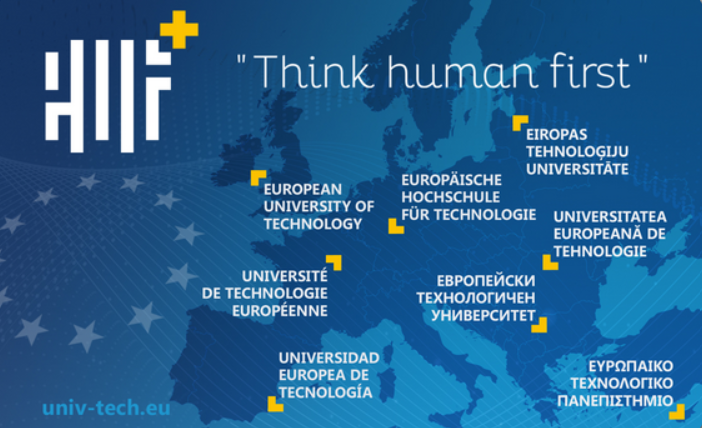 "Think human first"
EIROPAS
TEHNOLOĢIJU
UNIVERSITĀTE
EUROPEAN
UNIVERSITY OF
TECHNOLOGY
EUROPÄISCHE
HOCHSCHULE
FÜR TECHNOLOGIE
UNIVERSITATEA
EUROPEANĂ DE
TEHNOLOGIE
UNIVERSITÉ
DE TECHNOLOGIE
EUROPÉENNE
ЕВРОПЕЙСКИ
ТЕХНОЛОГИЧЕН
УНИВЕРСИТЕТ
UNIVERSIDAD
EUROPEA DE
TECNOLOGÍA
ΕΥΡΩΠΑΙΚΟ
ΤΕΧΝΟΛΟΓΙΚΟ
ΠΑΝΕΠΙΣΤΗΜΙΟ
univ-tech.eu